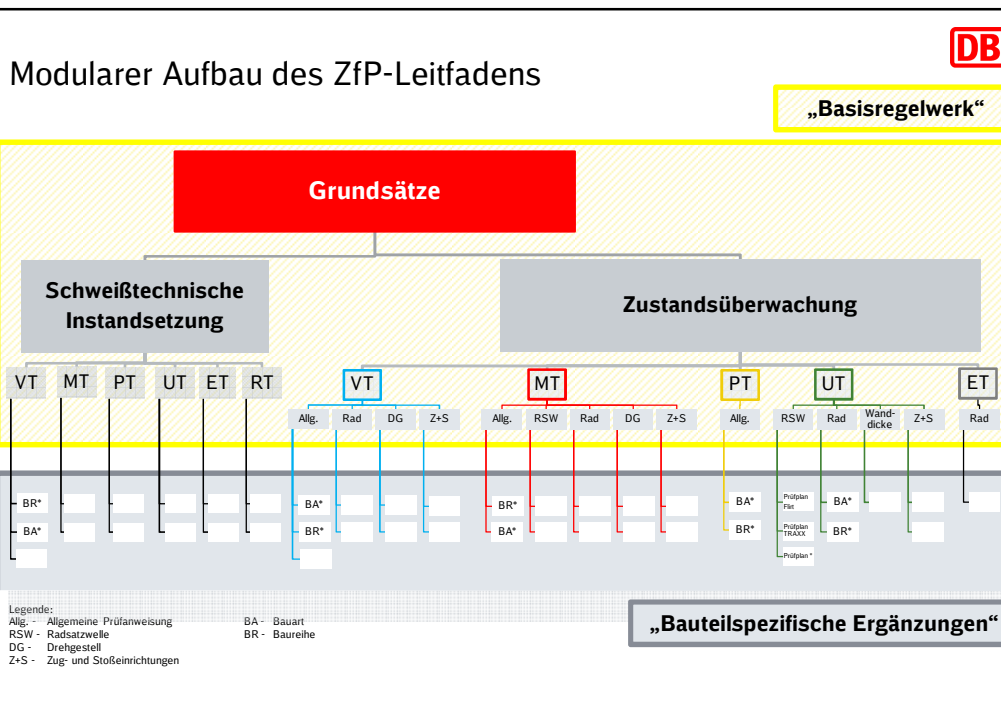 DB
Modularer Aufbau des ZfP-Leitfadens
„Basisregelwerk“
Grundsätze
Schweißtechnische
Instandsetzung
Zustandsüberwachung
VT MT PT UT ET RT VT MT PT UT ET
Allg. Rad DG Z+S Allg. RSW Rad DG Z+S Allg. RSW Rad Wand-
dicke Z+S Rad
BR* BA* BR* BA* Prüfplan
Flirt BA*
BA* BR* BA* BR* Prüfplan
TRAXX BR*
Prüfplan *
Legende:
Allg. - Allgemeine Prüfanweisung BA - Bauart
RSW - Radsatzwelle BR - Baureihe
DG - Drehgestell
Z+S - Zug- und Stoßeinrichtungen
„Bauteilspezifische Ergänzungen“